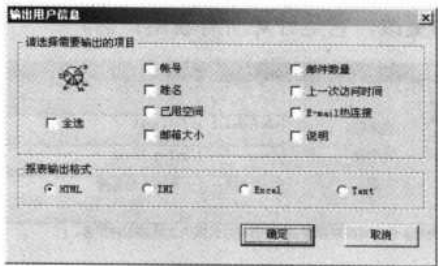 输出用户信息
请选择需要输出的项目
帐号
邮件数量
姓名
上一次访问时间
已用空间
E-mail热连接
全选
邮箱大小
说明
报表输出格式
HTML
INI
Excel
Text
确定
取消